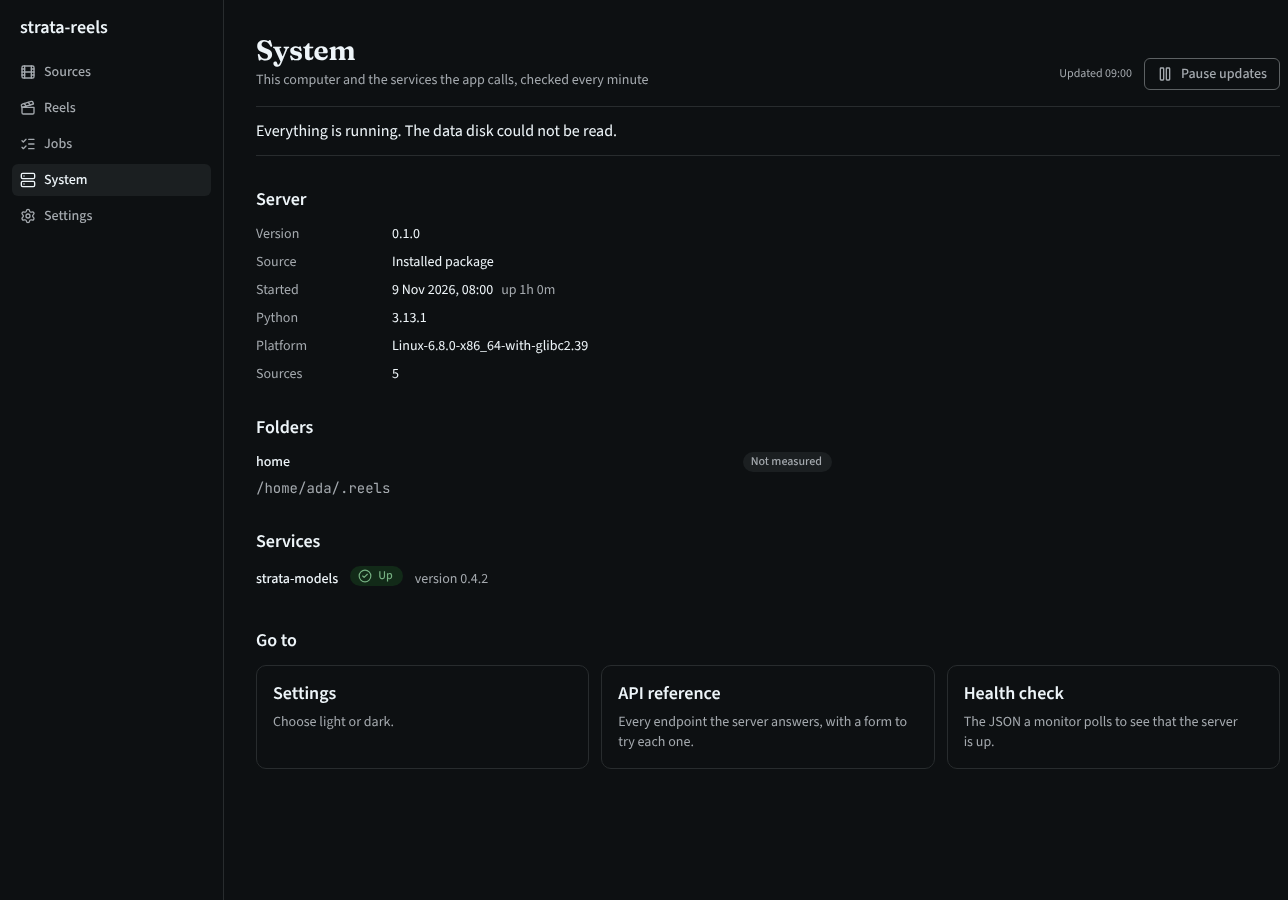 strata-reels
Sources
Reels
Jobs
System
Settings
System
This computer and the services the app calls, checked every minute
Updated 09:00
Pause updates
Everything is running. The data disk could not be read.
Server
Version 0.1.0
Source Installed package
Started 9 Nov 2026, 08:00 up 1h 0m
Python 3.13.1
Platform Linux-6.8.0-x86_64-with-glibc2.39
Sources 5
Folders
home Not measured
/home/ada/.reels
Services
strata-models Up version 0.4.2
Go to
Settings
Choose light or dark.
API reference
Every endpoint the server answers, with a form to
try each one.
Health check
The JSON a monitor polls to see that the server
is up.